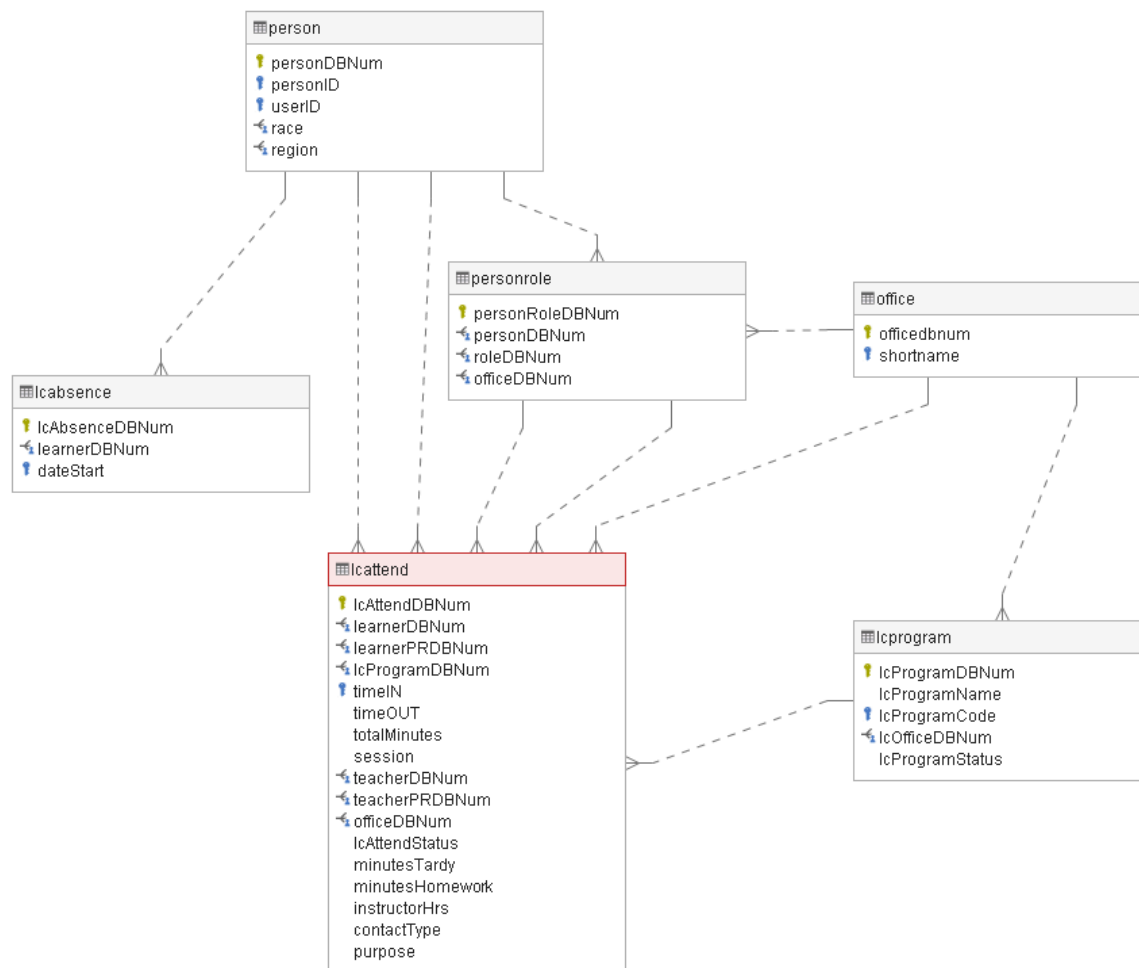 person
personDBNum
personID
userID
race
region
personrole
personRoleDBNum
personDBNum
roleDBNum
officeDBNum
office
officedbnum
shortname
lcabsence
lcAbsenceDBNum
learnerDBNum
dateStart
lcattend
lcAttendDBNum
learnerDBNum
learnerPRDBNum
lcProgramDBNum
timeIN
timeOUT
totalMinutes
session
teacherDBNum
teacherPRDBNum
officeDBNum
lcAttendStatus
minutesTardy
minutesHomework
instructorHrs
contactType
purpose
lcprogram
lcProgramDBNum
lcProgramName
lcProgramCode
lcOfficeDBNum
lcProgramStatus